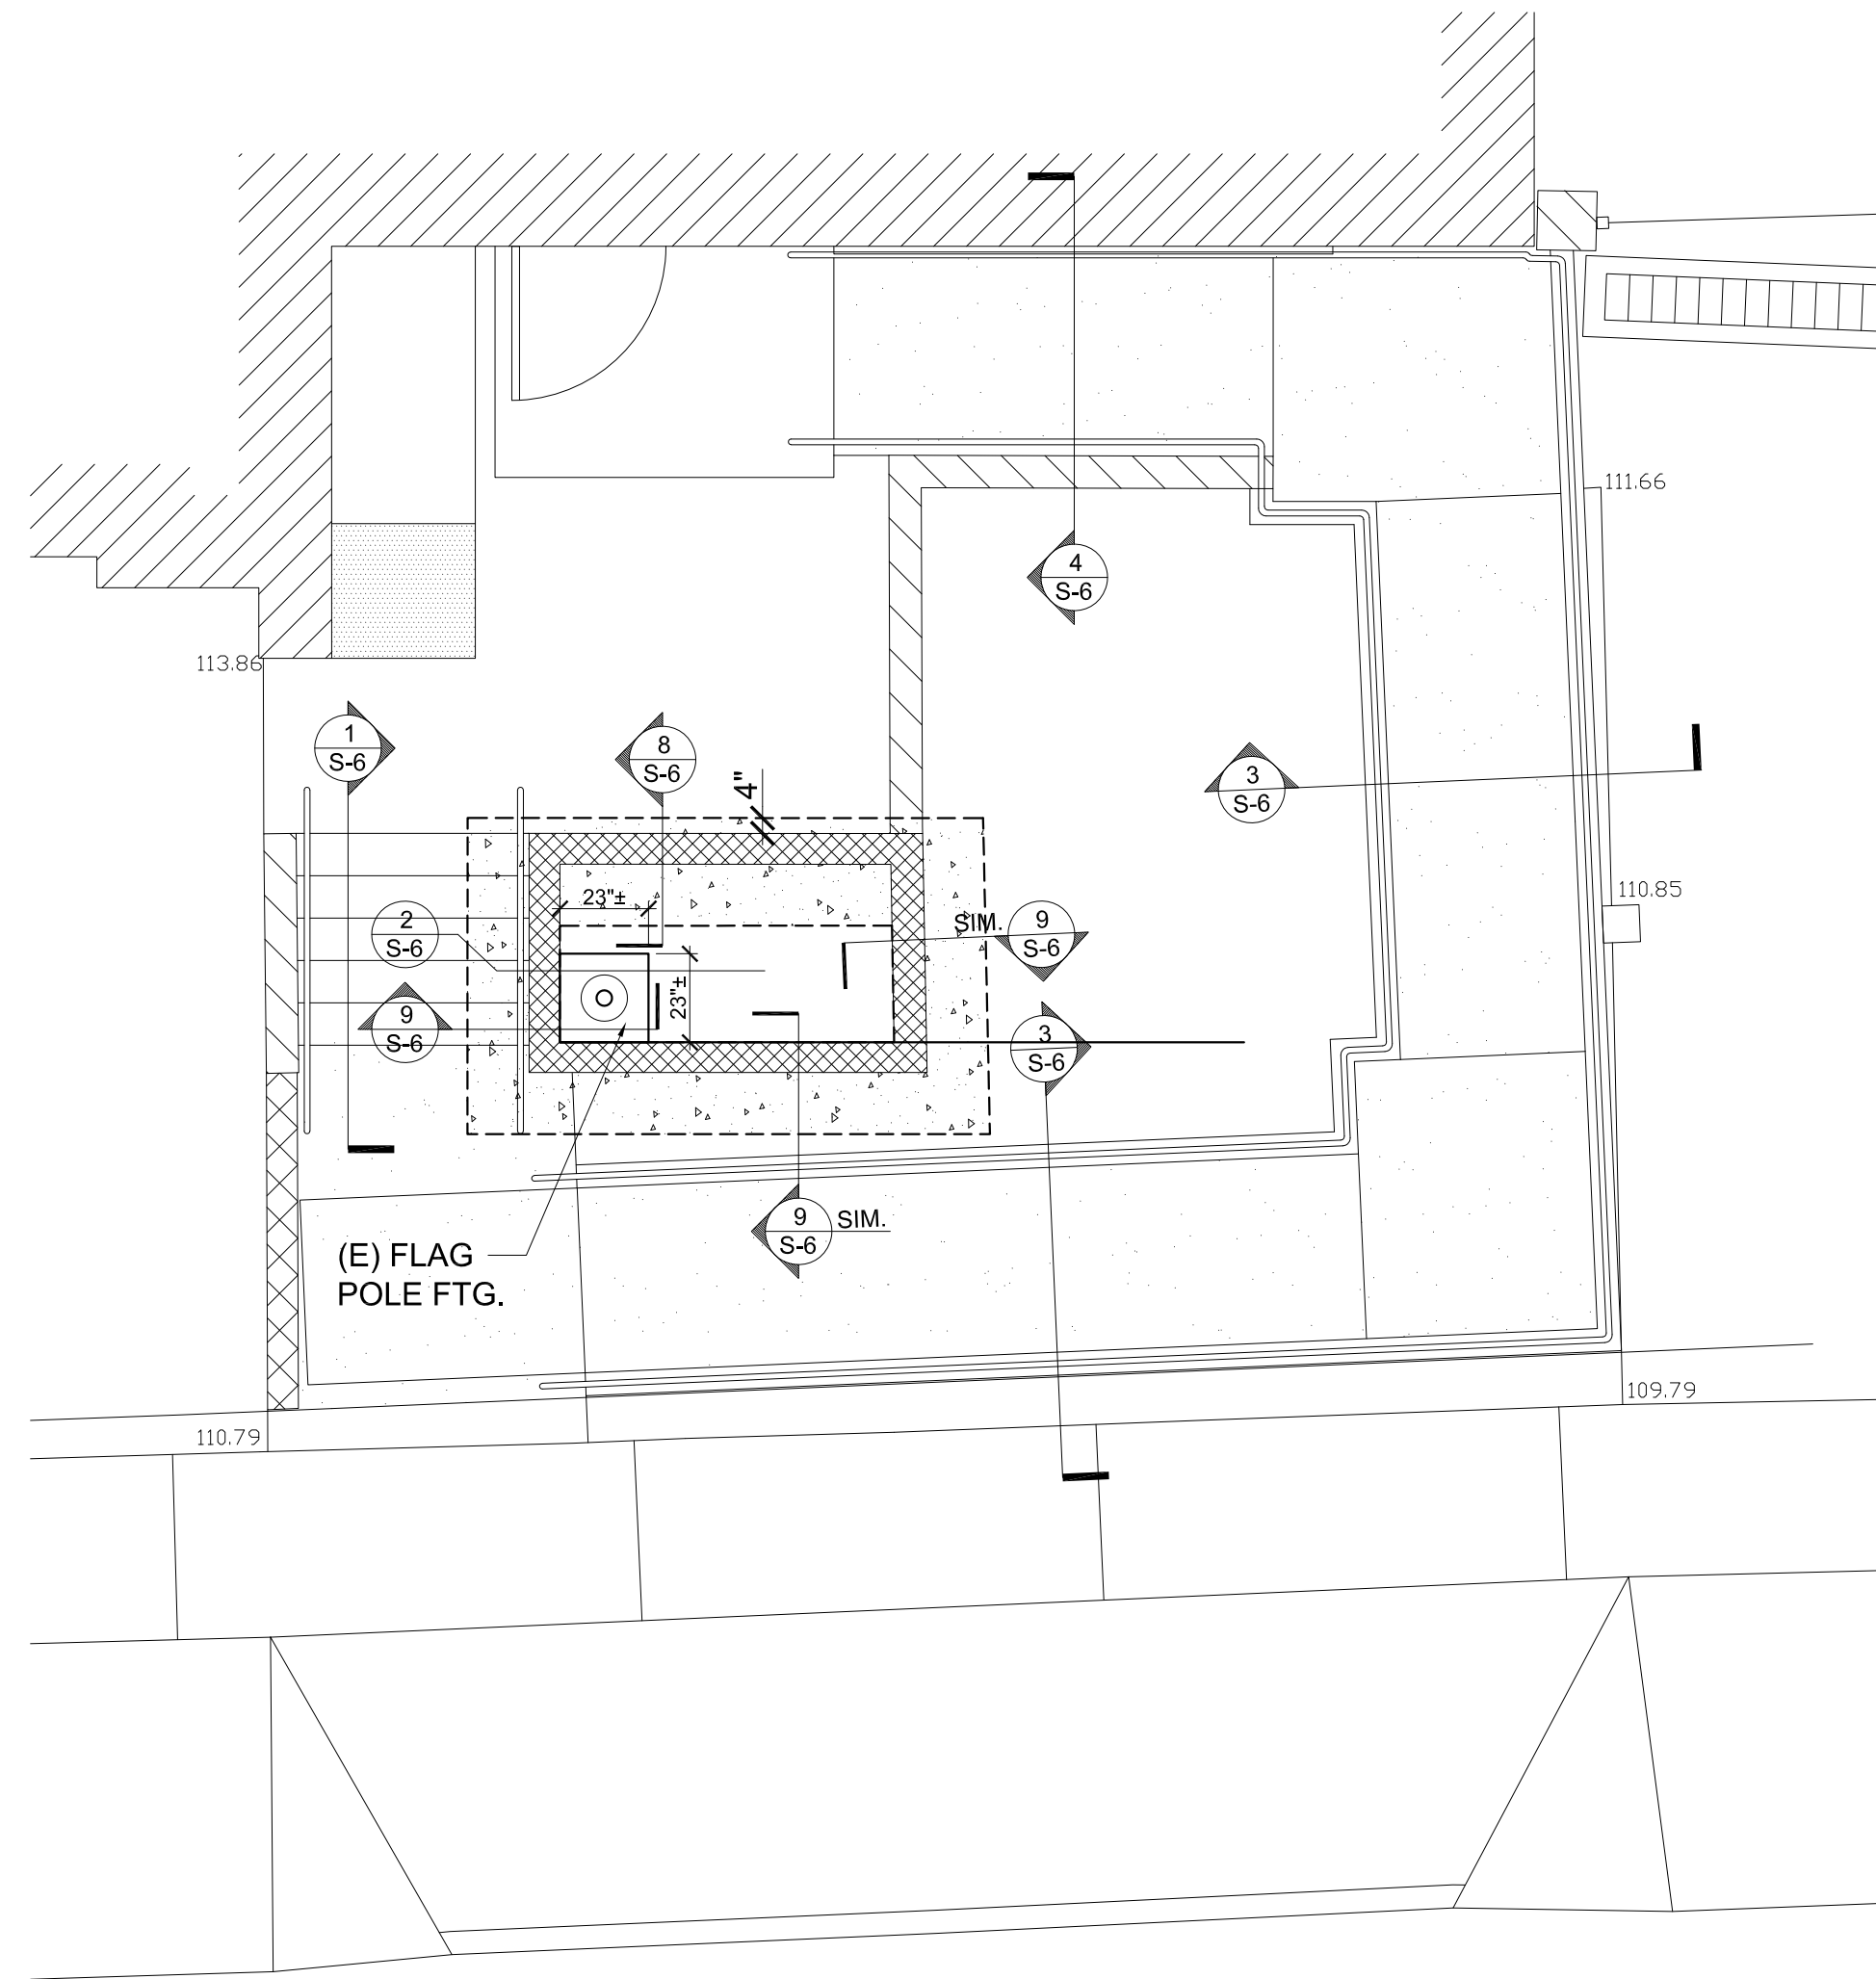 4
S-6
111.66
113.86
1
S-6
8
S-6
4"
3
S-6
23"±
110.85
2
S-6
SIM.
9
S-6
23"±
9
S-6
3
S-6
9
S-6
SIM.
(E) FLAG
POLE FTG.
109.79
110.79